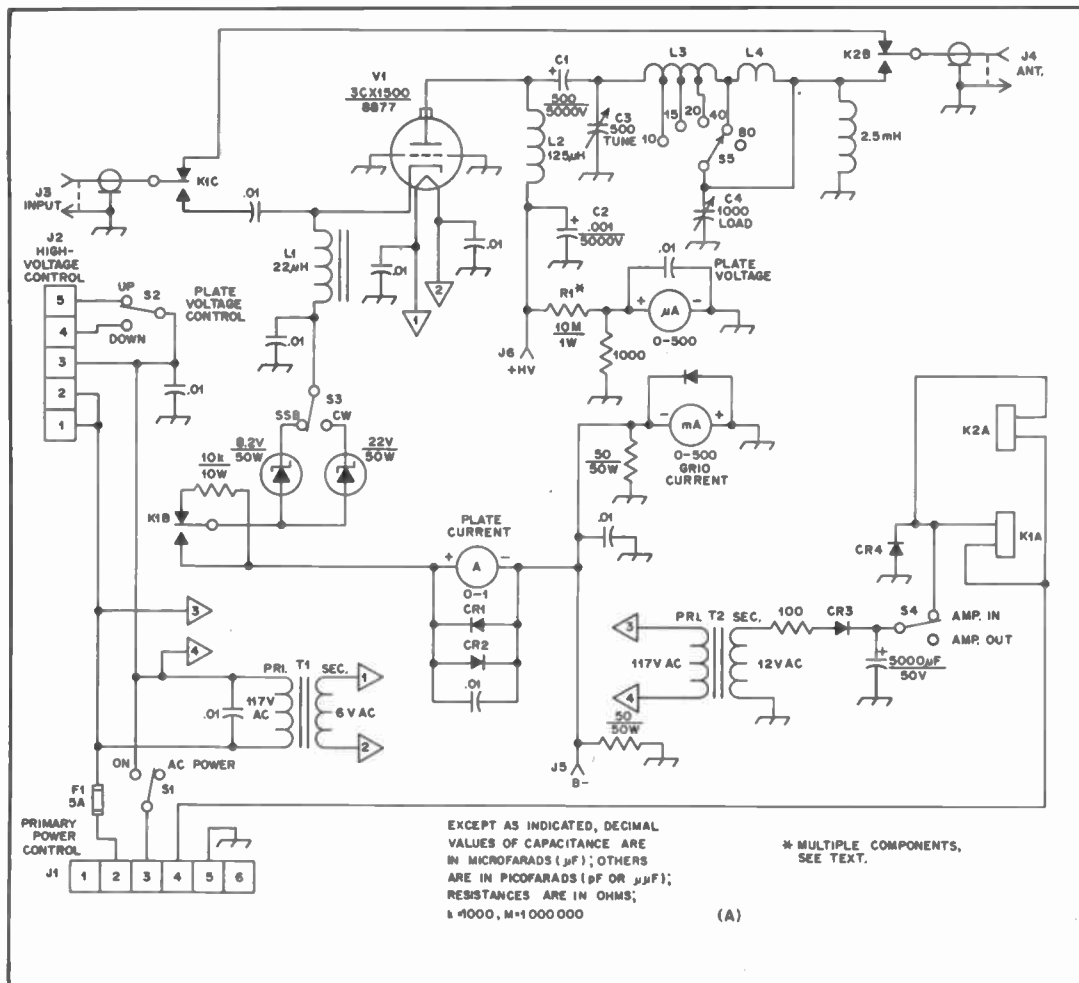 C1
500
5000V
L3
L4
K2B
J4
ANT.
V1
3CX1500
8877
C3
500
TUNE
10
15
20
40
80
S5
2.5mH
L2
125µH
J3
INPUT
K1C
.01
C4
1000
LOAD
J2
HIGH-
VOLTAGE
CONTROL
L1
22µH
.01
.01
C2
.001
5000V
.01
PLATE
VOLTAGE
5
4
3
2
1
UP
S2
DOWN
PLATE
VOLTAGE
CONTROL
1
2
R1*
10M
1W
+
µA
-
0-500
.01
.01
J6
+HV
1000
S3
SSB
CW
8.2V
50W
22V
50W
-
mA
+
0-500
GRID
CURRENT
K2A
10k
10W
50
50W
K1B
PLATE
CURRENT
.01
K1A
CR4
+
A
-
0-1
CR1
CR2
.01
3
4
3
4
PRI.
T2
SEC.
117V AC
12V AC
100
CR3
S4
AMP. IN
AMP. OUT
+
5000µF
50V
PRI.
T1
SEC.
117V
AC
6 V AC
.01
1
2
50
50W
J5
B-
ON
AC POWER
S1
F1
5A
PRIMARY
POWER
CONTROL
J1
1
2
3
4
5
6
EXCEPT AS INDICATED, DECIMAL
VALUES OF CAPACITANCE ARE
IN MICROFARADS (µF) ; OTHERS
ARE IN PICOFARADS (pF OR µµF);
RESISTANCES ARE IN OHMS;
k=1000, M=1000 000
* MULTIPLE COMPONENTS,
SEE TEXT.
(A)